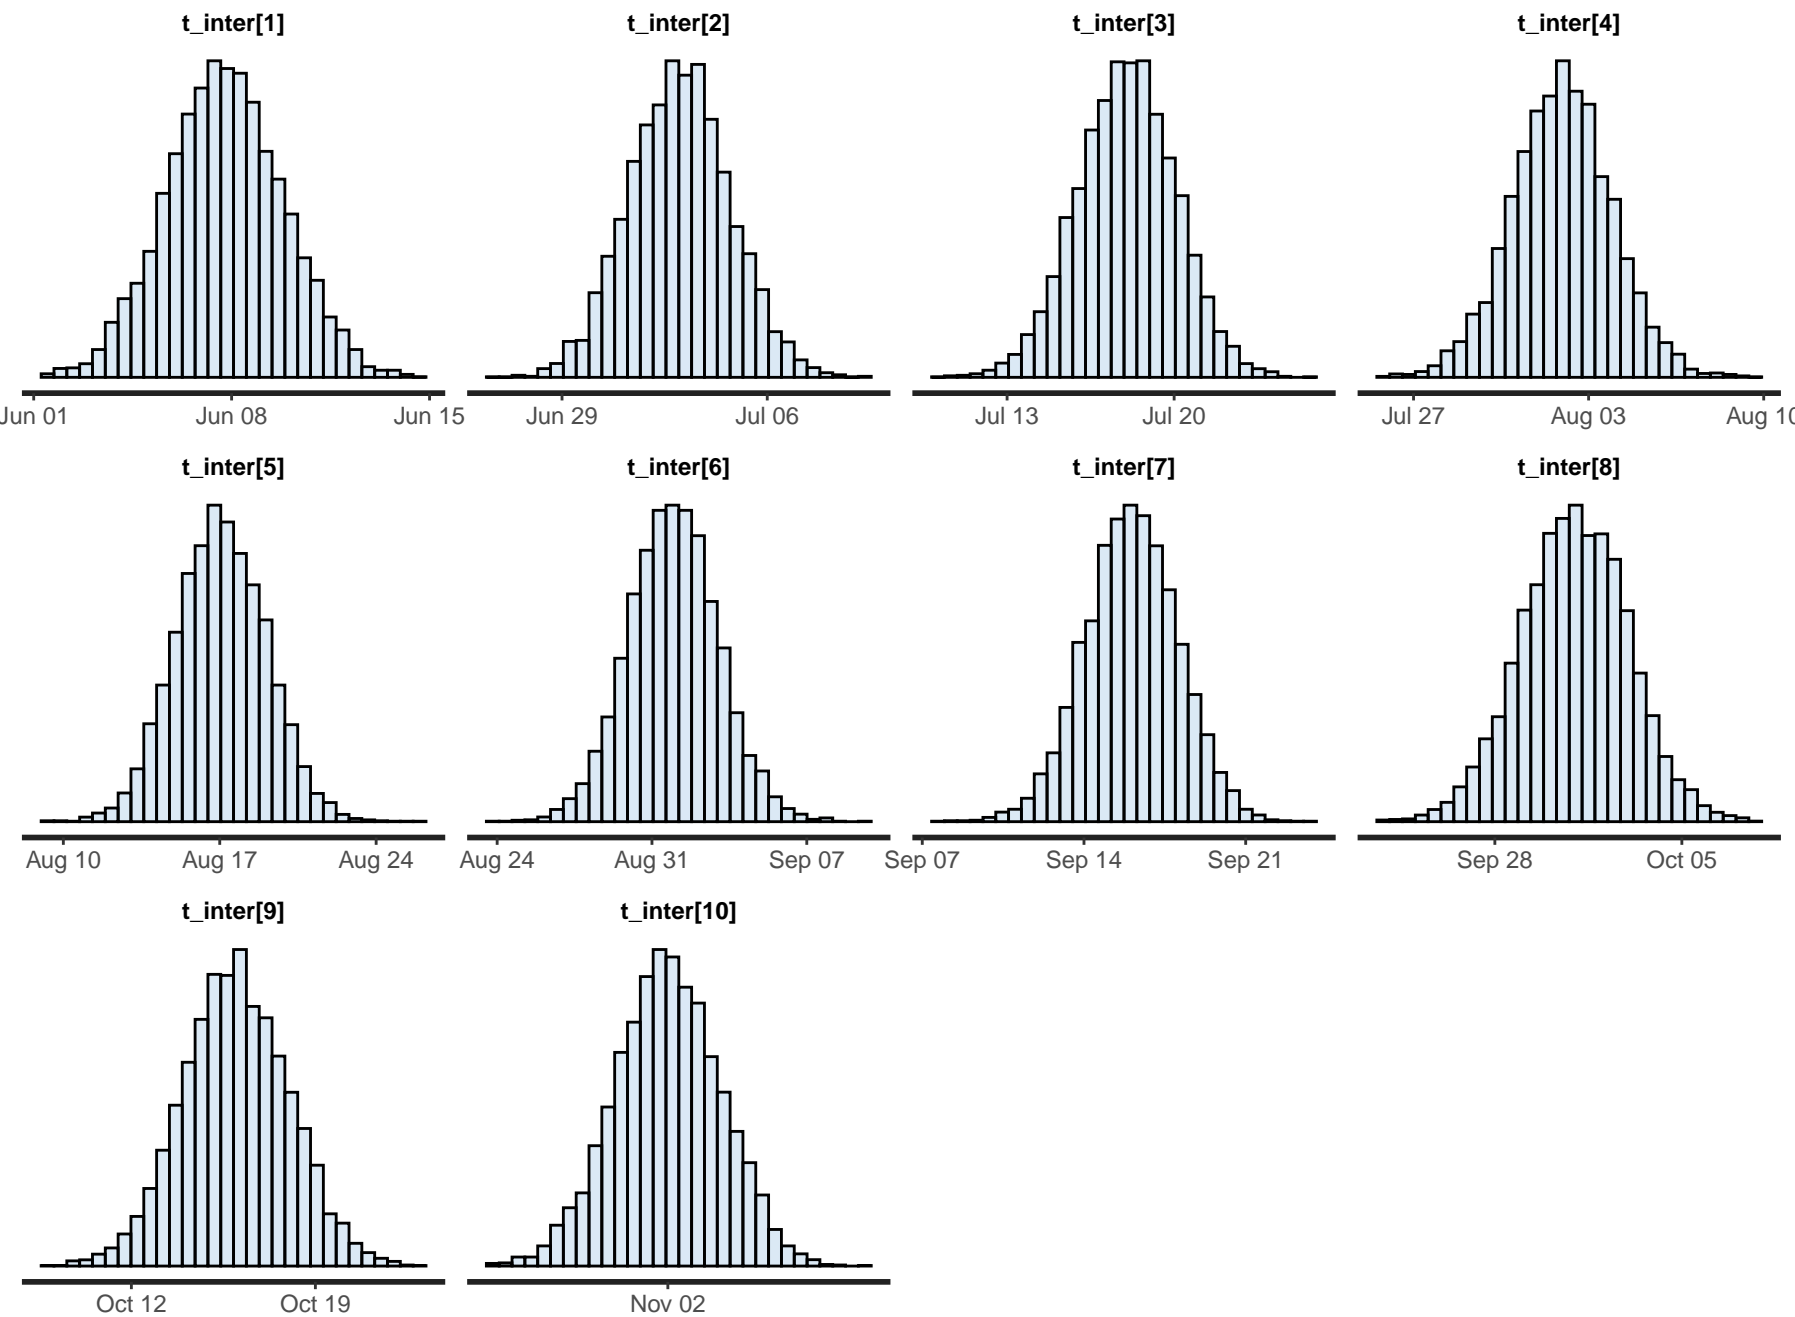 t_inter[1] t_inter[2] t_inter[3] t_inter[4]
Jun 01 Jun 08 Jun 15 Jun 29 Jul 06 Jul 13 Jul 20 Jul 27 Aug 03 Aug 10
t_inter[5] t_inter[6] t_inter[7] t_inter[8]
Aug 10 Aug 17 Aug 24 Aug 24 Aug 31 Sep 07 Sep 07 Sep 14 Sep 21 Sep 28 Oct 05
t_inter[9] t_inter[10]
Oct 12 Oct 19 Nov 02